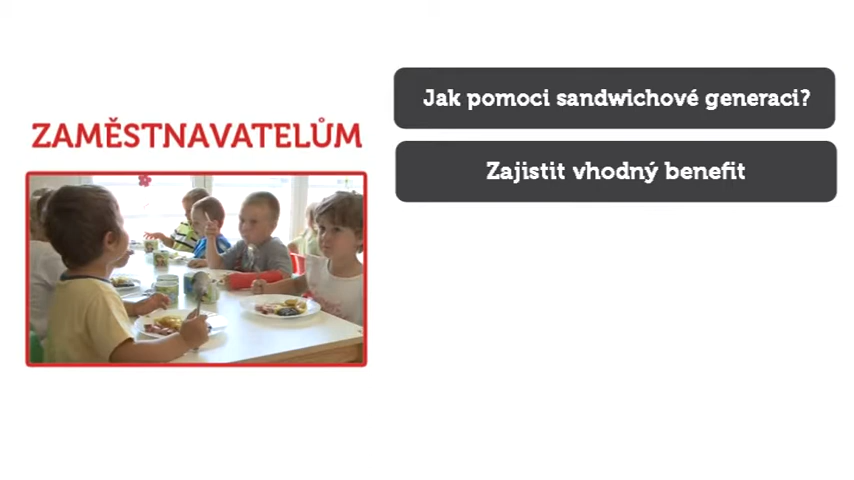 ZAMĚSTNAVATELŮM
Jak pomoci sandwichové generaci?
Zajistit vhodný benefit